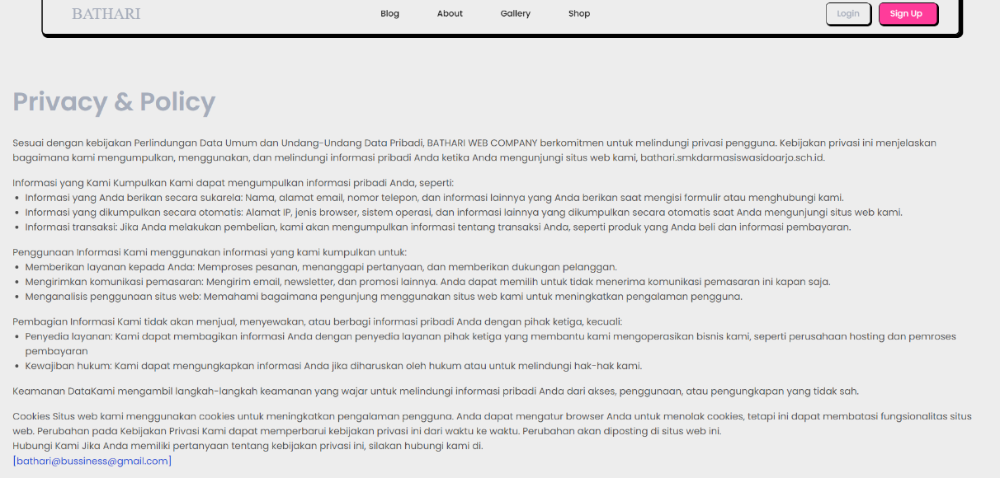 BATHARI
Blog
About
Gallery
Shop
Login
Sign Up
Privacy & Policy
Sesuai dengan kebijakan Perlindungan Data Umum dan Undang-Undang Data Pribadi, BATHARI WEB COMPANY berkomitmen untuk melindungi privasi pengguna. Kebijakan privasi ini menjelaskan
bagaimana kami mengumpulkan, menggunakan, dan melindungi informasi pribadi Anda ketika Anda mengunjungi situs web kami, bathari.smkdarmasiswasidoarjo.sch.id.
Informasi yang Kami Kumpulkan Kami dapat mengumpulkan informasi pribadi Anda, seperti:
• Informasi yang Anda berikan secara sukarela: Nama, alamat email, nomor telepon, dan informasi lainnya yang Anda berikan saat mengisi formulir atau menghubungi kami.
• Informasi yang dikumpulkan secara otomatis: Alamat IP, jenis browser, sistem operasi, dan informasi lainnya yang dikumpulkan secara otomatis saat Anda mengunjungi situs web kami.
• Informasi transaksi: Jika Anda melakukan pembelian, kami akan mengumpulkan informasi tentang transaksi Anda, seperti produk yang Anda beli dan informasi pembayaran.
Penggunaan Informasi Kami menggunakan informasi yang kami kumpulkan untuk:
• Memberikan layanan kepada Anda: Memproses pesanan, menanggapi pertanyaan, dan memberikan dukungan pelanggan.
• Mengirimkan komunikasi pemasaran: Mengirim email, newsletter, dan promosi lainnya. Anda dapat memilih untuk tidak menerima komunikasi pemasaran ini kapan saja.
• Menganalisis penggunaan situs web: Memahami bagaimana pengunjung menggunakan situs web kami untuk meningkatkan pengalaman pengguna.
Pembagian Informasi Kami tidak akan menjual, menyewakan, atau berbagi informasi pribadi Anda dengan pihak ketiga, kecuali:
• Penyedia layanan: Kami dapat membagikan informasi Anda dengan penyedia layanan pihak ketiga yang membantu kami mengoperasikan bisnis kami, seperti perusahaan hosting dan pemroses
pembayaran
• Kewajiban hukum: Kami dapat mengungkapkan informasi Anda jika diharuskan oleh hukum atau untuk melindungi hak-hak kami.
Keamanan DataKami mengambil langkah-langkah keamanan yang wajar untuk melindungi informasi pribadi Anda dari akses, penggunaan, atau pengungkapan yang tidak sah.
Cookies Situs web kami menggunakan cookies untuk meningkatkan pengalaman pengguna. Anda dapat mengatur browser Anda untuk menolak cookies, tetapi ini dapat membatasi fungsionalitas situs
web. Perubahan pada Kebijakan Privasi Kami dapat memperbarui kebijakan privasi ini dari waktu ke waktu. Perubahan akan diposting di situs web ini.
Hubungi Kami Jika Anda memiliki pertanyaan tentang kebijakan privasi ini, silakan hubungi kami di.
[bathari@bussiness@gmail.com]